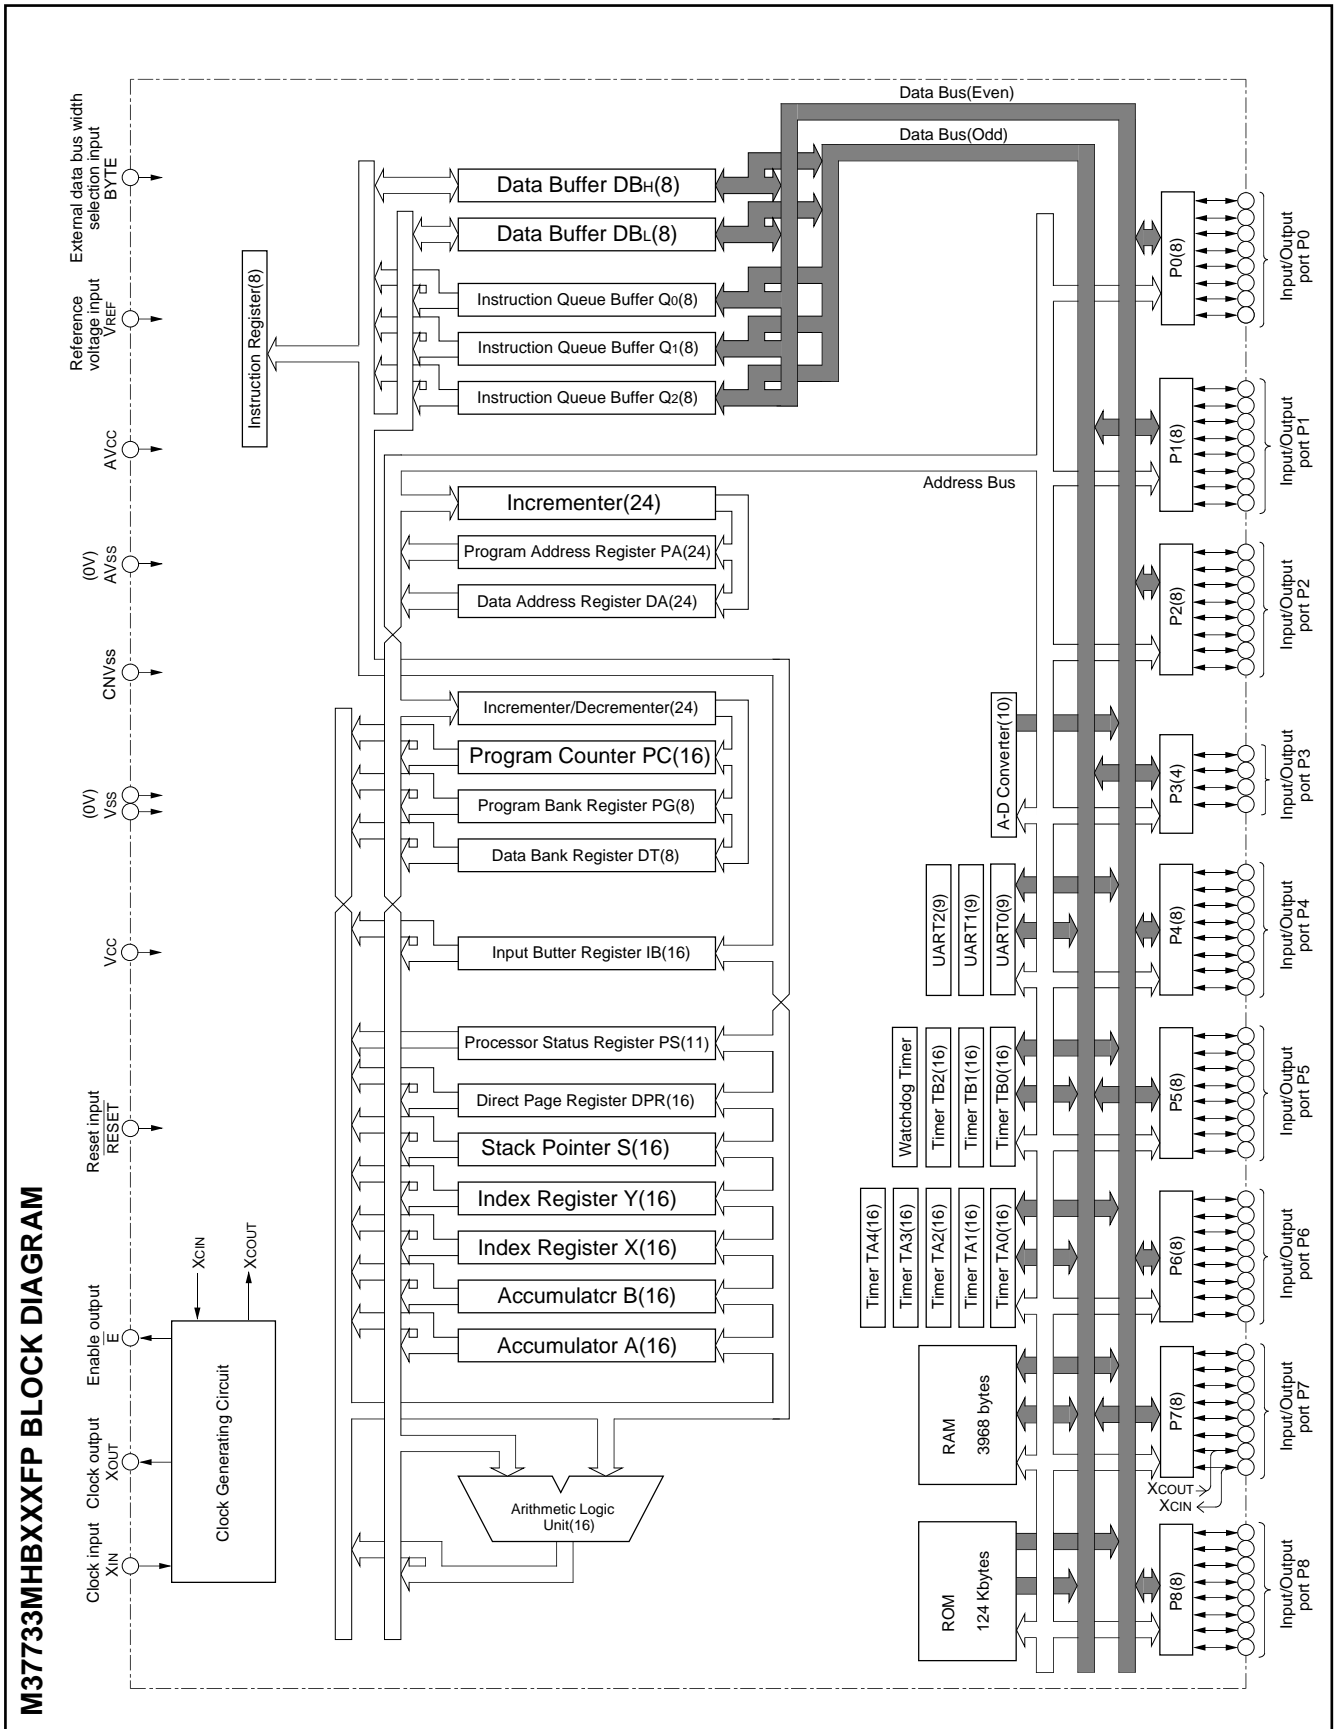 M37733MHBXXXFP BLOCK DIAGRAM
External data bus width
selection input
BYTE
Reference
voltage input
VREF
AVCC
(0V)
AVSS
CNVSS
(0V)
VSS
VCC
Reset input
RESET
Enable output
E
Clock output
XOUT
Clock input
XIN
XCIN
XCOUT
Clock Generating Circuit
Instruction Register(8)
Data Bus(Even)
Data Bus(Odd)
Data Buffer DBH(8)
Data Buffer DBL(8)
Instruction Queue Buffer Q0(8)
Instruction Queue Buffer Q1(8)
Instruction Queue Buffer Q2(8)
Address Bus
Incrementer(24)
Program Address Register PA(24)
Data Address Register DA(24)
Incrementer/Decrementer(24)
Program Counter PC(16)
Program Bank Register PG(8)
Data Bank Register DT(8)
Input Butter Register IB(16)
Processor Status Register PS(11)
Direct Page Register DPR(16)
Stack Pointer S(16)
Index Register Y(16)
Index Register X(16)
Accumulatcr B(16)
Accumulator A(16)
Arithmetic Logic
Unit(16)
A-D Converter(10)
UART2(9)
UART1(9)
UART0(9)
Watchdog Timer
Timer TB2(16)
Timer TB1(16)
Timer TB0(16)
Timer TA4(16)
Timer TA3(16)
Timer TA2(16)
Timer TA1(16)
Timer TA0(16)
RAM
3968 bytes
ROM
124 Kbytes
P0(8)
Input/Output
port P0
P1(8)
Input/Output
port P1
P2(8)
Input/Output
port P2
P3(4)
Input/Output
port P3
P4(8)
Input/Output
port P4
P5(8)
Input/Output
port P5
P6(8)
Input/Output
port P6
P7(8)
Input/Output
port P7
XCOUT
XCIN
P8(8)
Input/Output
port P8